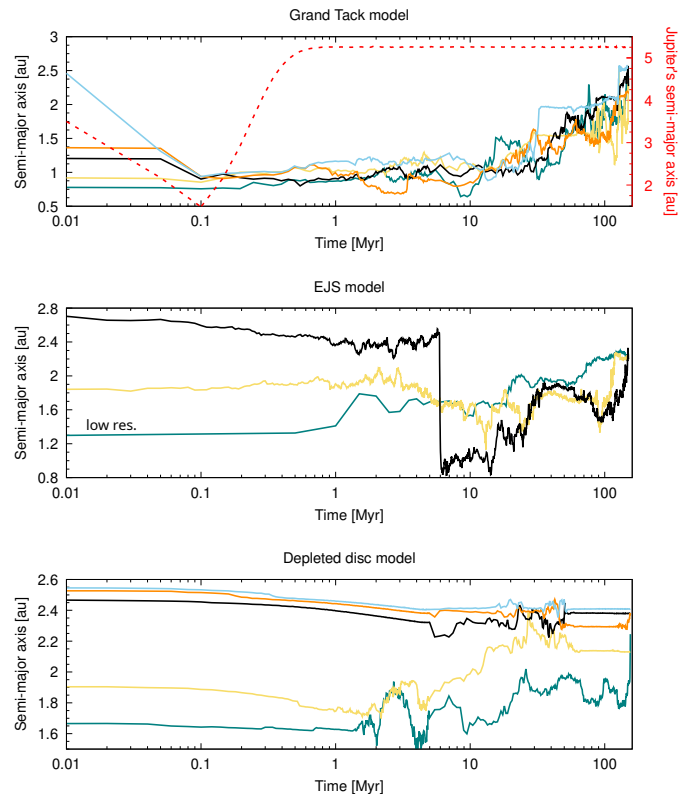 Grand Tack model
Semi-major axis [au]
3
2.5
2
1.5
1
0.5
5
4
3
2
Jupiter's semi-major axis [au]
0.01 0.1 1 10 100
Time [Myr]
EJS model
Semi-major axis [au]
2.8
2.4
2
1.6
1.2
0.8
low res.
0.01 0.1 1 10 100
Time [Myr]
Depleted disc model
Semi-major axis [au]
2.6
2.4
2.2
2
1.8
1.6
0.01 0.1 1 10 100
Time [Myr]